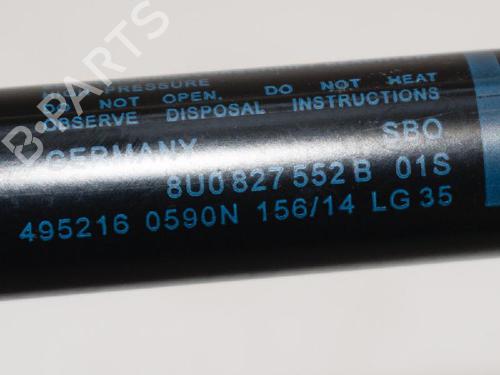 B-PARTS
PRESSURE
DO NOT OPEN. DO NOT HEAT
OBSERVE DISPOSAL INSTRUCTIONS
GERMANY SBO
8U0 827 552 B 01S
495216 0590N 156/14 LG 35